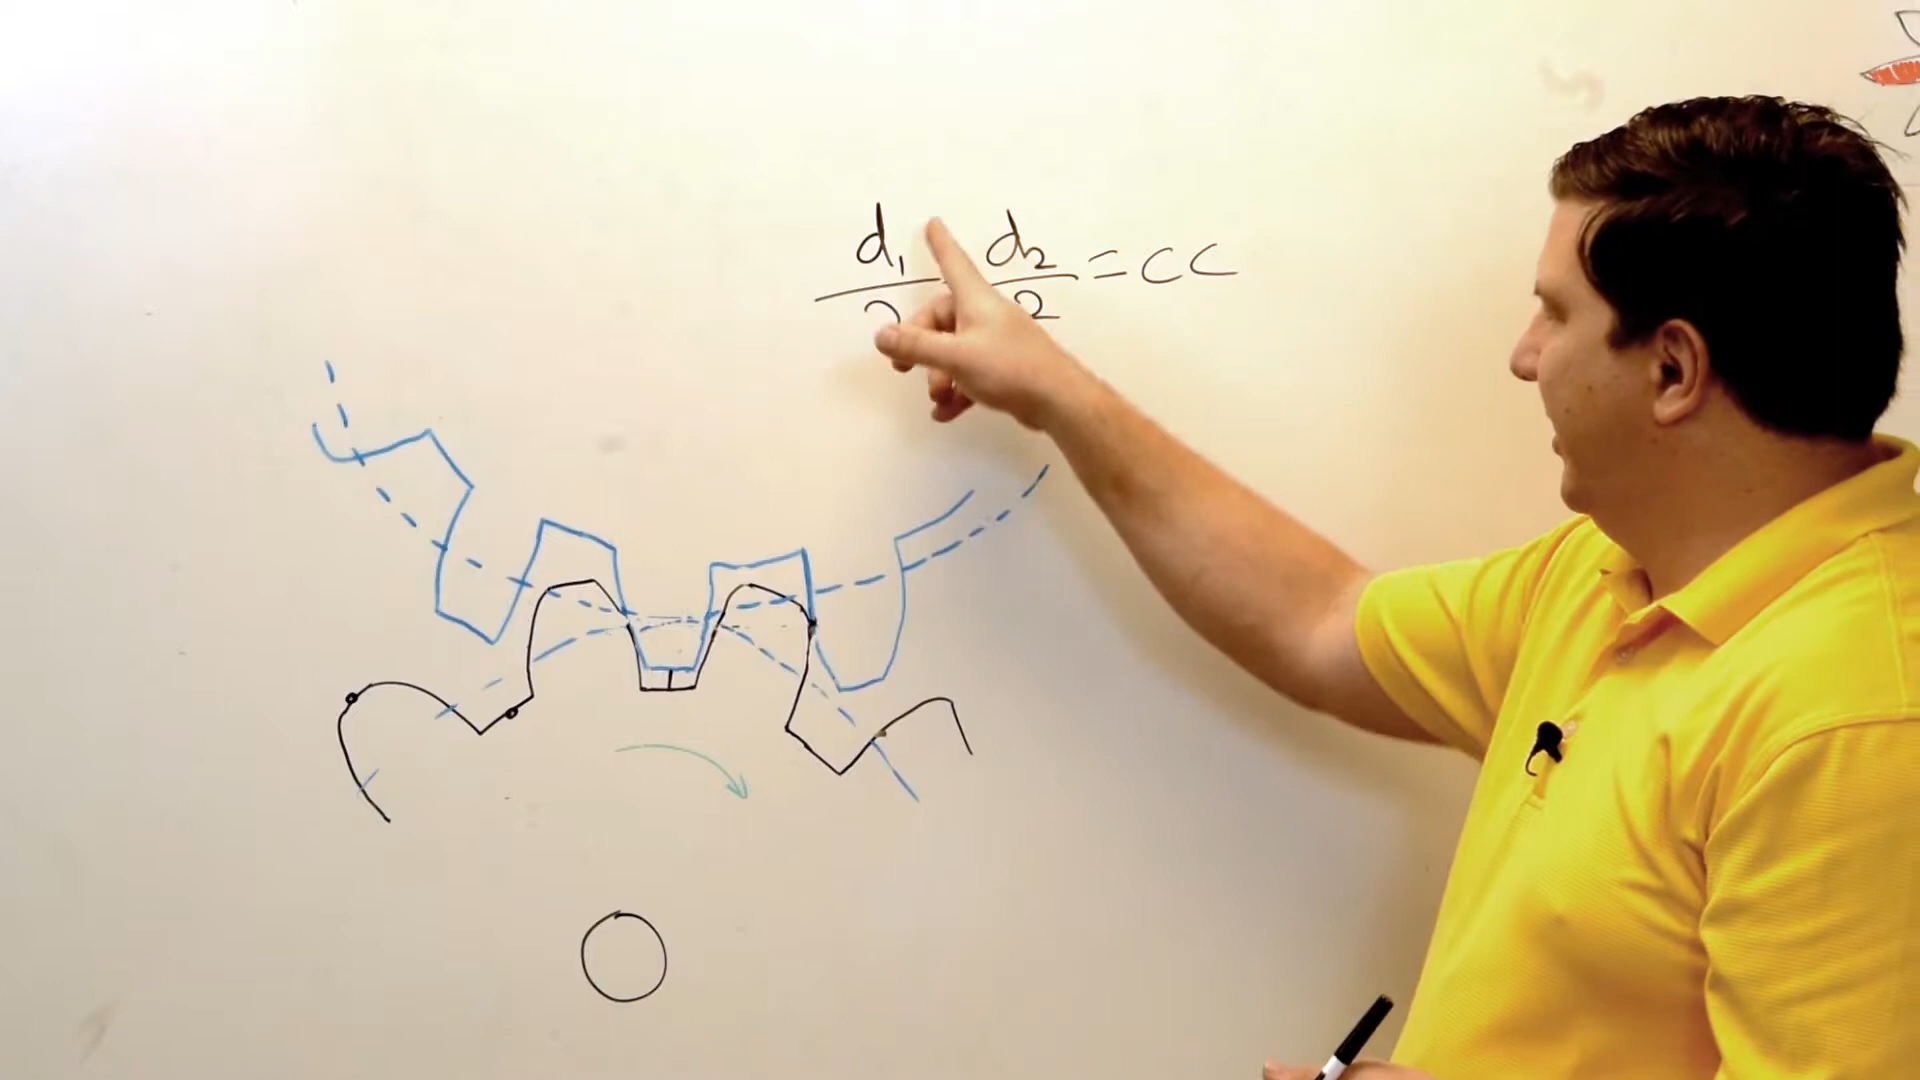 d₁ d₂ = CC
2 2